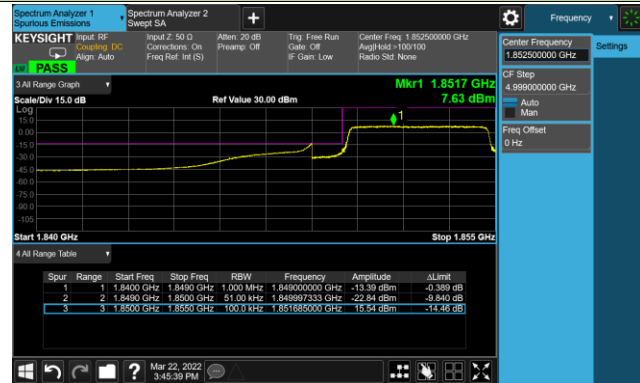 Spectrum Analyzer 1
Spurious Emissions
Spectrum Analyzer 2
Swept SA
Frequency
KEYSIGHT
Input: RF
Coupling: DC
Align: Auto
Input Z: 50 Ω
Corrections: On
Freq Ref: Int (S)
Atten: 20 dB
Preamp: Off
Trig: Free Run
Gate: Off
IF Gain: Low
Center Freq: 1.852500000 GHz
Avg|Hold >100/100
Radio Std: None
PASS
Center Frequency
1.852500000 GHz
Settings
CF Step
4.999000000 GHz
Auto
Man
Freq Offset
0 Hz
3 All Range Graph
Scale/Div 15.0 dB
Ref Value 30.00 dBm
Mkr1 1.8517 GHz
7.63 dBm
Log
15.0
0.00
-15.0
-30.0
-45.0
-60.0
-75.0
-90.0
-105
1
Start 1.840 GHz
Stop 1.855 GHz
4 All Range Table
Spur Range Start Freq Stop Freq RBW Frequency Amplitude ΔLimit
1 1 1.8400 GHz 1.8490 GHz 1.000 MHz 1.849000000 GHz -13.39 dBm -0.389 dB
2 2 1.8490 GHz 1.8500 GHz 51.00 kHz 1.849997333 GHz -22.84 dBm -9.840 dB
3 3 1.8500 GHz 1.8550 GHz 100.0 kHz 1.851685000 GHz 15.54 dBm -14.46 dB
Mar 22, 2022
3:45:39 PM